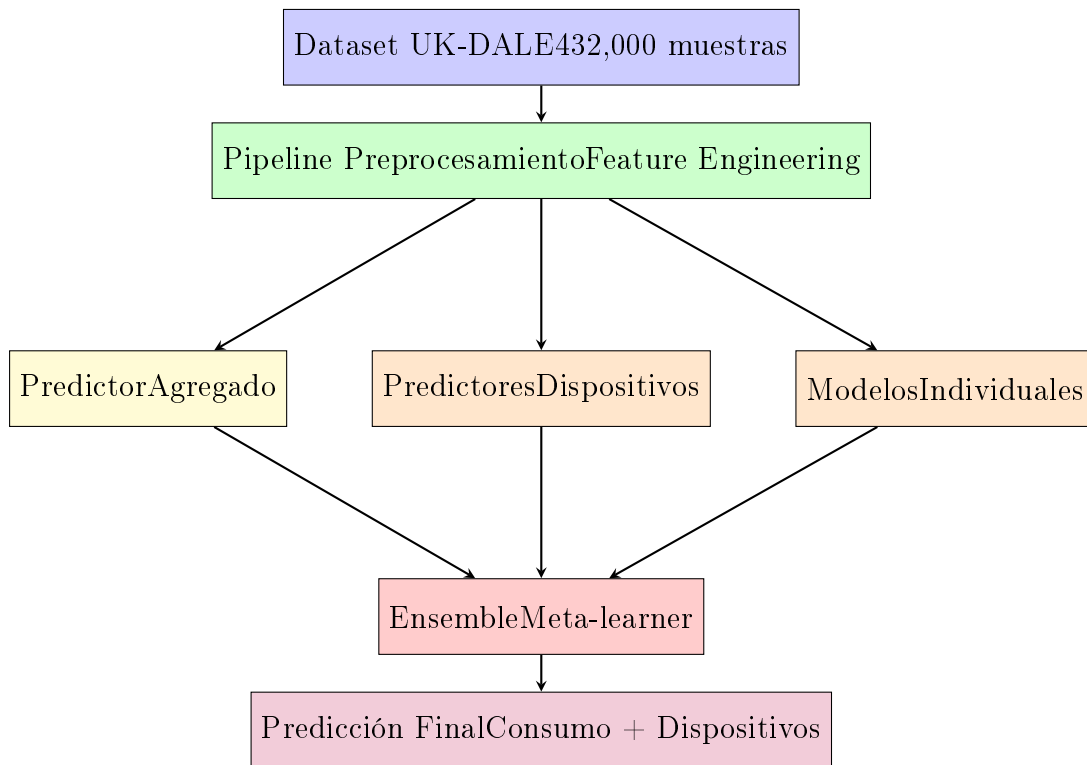 Dataset UK-DALE432,000 muestras
Pipeline PreprocesamientoFeature Engineering
PredictorAgregado
PredictoresDispositivos
ModelosIndividuales
EnsembleMeta-learner
Predicción FinalConsumo + Dispositivos